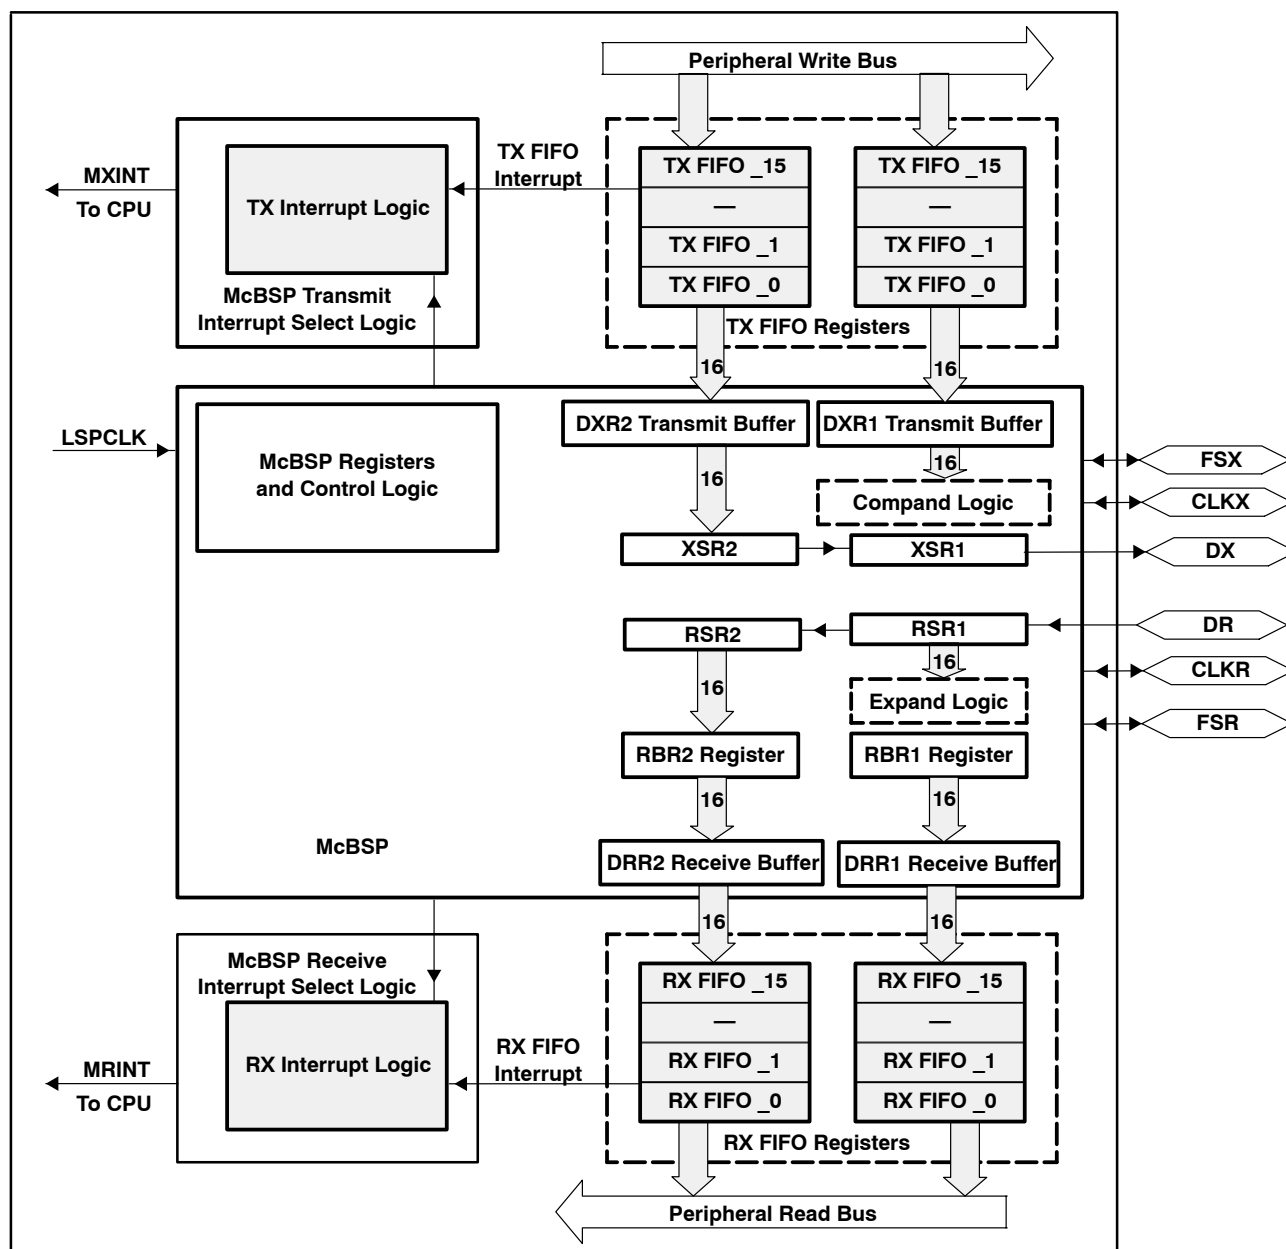 Peripheral Write Bus
TX FIFO
Interrupt
MXINT
To CPU
TX Interrupt Logic
McBSP Transmit
Interrupt Select Logic
TX FIFO _15
—
TX FIFO _1
TX FIFO _0
TX FIFO _15
—
TX FIFO _1
TX FIFO _0
TX FIFO Registers
16
16
LSPCLK
McBSP Registers
and Control Logic
DXR2 Transmit Buffer
DXR1 Transmit Buffer
16
16
Compand Logic
XSR2
XSR1
FSX
CLKX
DX
RSR2
RSR1
DR
16
16
Expand Logic
CLKR
FSR
RBR2 Register
RBR1 Register
16
16
McBSP
DRR2 Receive Buffer
DRR1 Receive Buffer
16
16
McBSP Receive
Interrupt Select Logic
RX Interrupt Logic
MRINT
To CPU
RX FIFO
Interrupt
RX FIFO _15
—
RX FIFO _1
RX FIFO _0
RX FIFO _15
—
RX FIFO _1
RX FIFO _0
RX FIFO Registers
Peripheral Read Bus